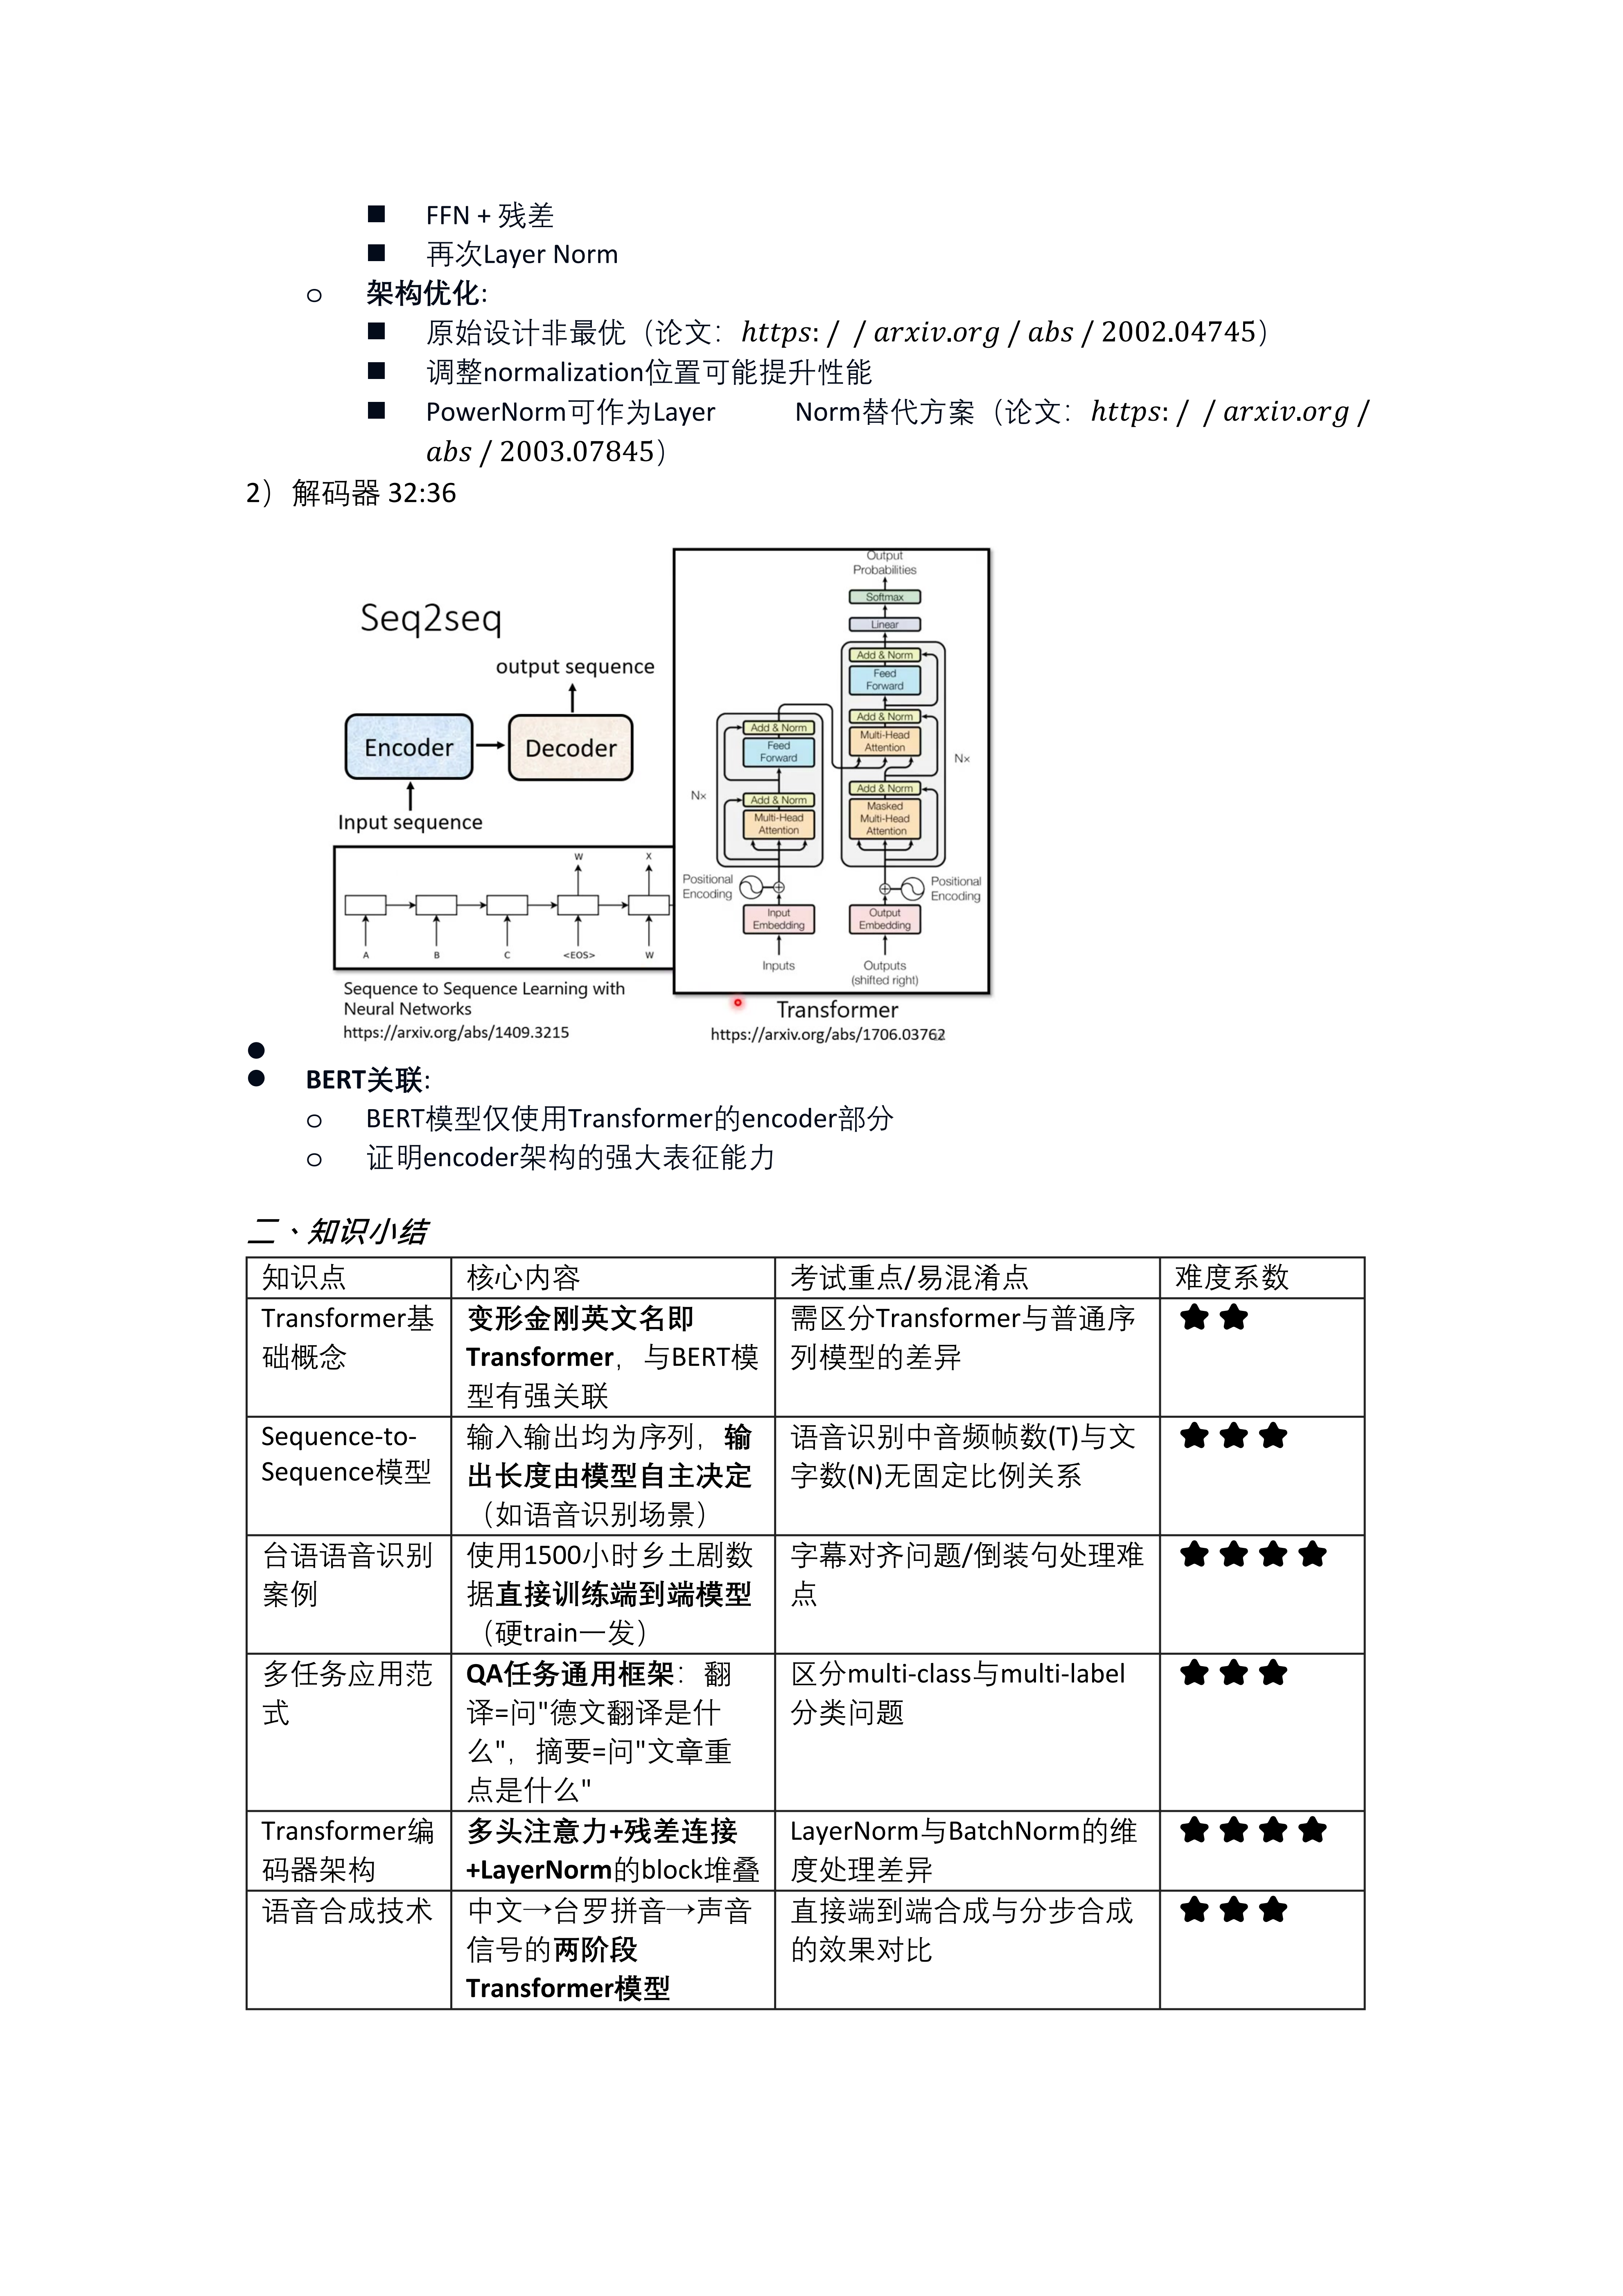 ■ FFN + 残差
■ 再次Layer Norm
o 架构优化:
■ 原始设计非最优（论文：https: / / arxiv.org / abs / 2002.04745）
■ 调整normalization位置可能提升性能
■ PowerNorm可作为Layer Norm替代方案（论文：https: / / arxiv.org /
abs / 2003.07845）
2）解码器 32:36
Seq2seq
output sequence
Encoder
Decoder
Input sequence
W
X
A
B
C
<EOS>
W
Sequence to Sequence Learning with
Neural Networks
https://arxiv.org/abs/1409.3215
Output
Probabilities
Softmax
Linear
Add & Norm
Feed
Forward
Add & Norm
Multi-Head
Attention
Nx
Add & Norm
Masked
Multi-Head
Attention
Add & Norm
Feed
Forward
Nx
Add & Norm
Multi-Head
Attention
Positional
Encoding
Positional
Encoding
Input
Embedding
Output
Embedding
Inputs
Outputs
(shifted right)
Transformer
https://arxiv.org/abs/1706.03762
●
● BERT关联:
o BERT模型仅使用Transformer的encoder部分
o 证明encoder架构的强大表征能力
二、知识小结
知识点
核心内容
考试重点/易混淆点
难度系数
Transformer基
础概念
变形金刚英文名即
Transformer，与BERT模
型有强关联
需区分Transformer与普通序
列模型的差异
★★
Sequence-to-
Sequence模型
输入输出均为序列，输
出长度由模型自主决定
（如语音识别场景）
语音识别中音频帧数(T)与文
字数(N)无固定比例关系
★★★
台语语音识别
案例
使用1500小时乡土剧数
据直接训练端到端模型
（硬train一发）
字幕对齐问题/倒装句处理难
点
★★★★
多任务应用范
式
QA任务通用框架：翻
译=问"德文翻译是什
么"，摘要=问"文章重
点是什么"
区分multi-class与multi-label
分类问题
★★★
Transformer编
码器架构
多头注意力+残差连接
+LayerNorm的block堆叠
LayerNorm与BatchNorm的维
度处理差异
★★★★
语音合成技术
中文→台罗拼音→声音
信号的两阶段
Transformer模型
直接端到端合成与分步合成
的效果对比
★★★